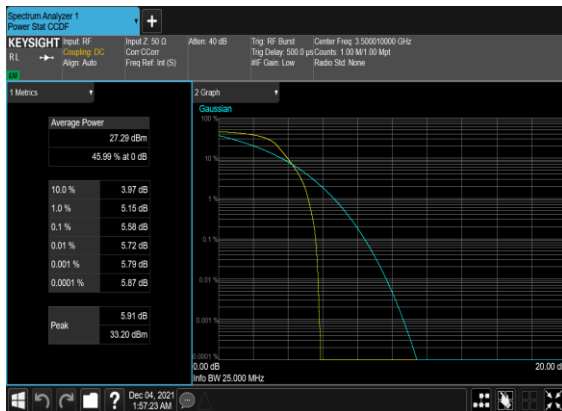 Spectrum Analyzer 1
Power Stat CCDF
+
KEYSIGHT
RL
Input: RF
Coupling: DC
Align: Auto
Input Z: 50 Ω
Corr CCorr
Freq Ref: Int (S)
Atten: 40 dB
Trig: RF Burst
Trig Delay: 500.0 µs
#IF Gain: Low
Center Freq: 3.500010000 GHz
Counts: 1.00 M/1.00 Mpt
Radio Std: None
1 Metrics
Average Power
27.29 dBm
45.99 % at 0 dB
10.0 % 3.97 dB
1.0 % 5.15 dB
0.1 % 5.58 dB
0.01 % 5.72 dB
0.001 % 5.79 dB
0.0001 % 5.87 dB
Peak
5.91 dB
33.20 dBm
2 Graph
Gaussian
100 %
10 %
1 %
0.1 %
0.01 %
0.001 %
0.0001 %
0.00 dB
20.00 d
Info BW 25.000 MHz
?
Dec 04, 2021
1:57:23 AM